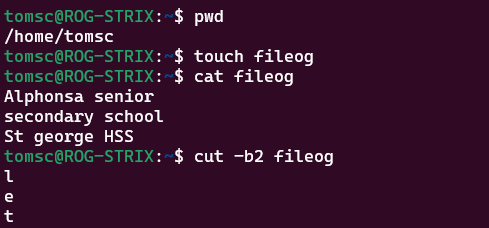 tomsc@ROG-STRIX:~$ pwd
/home/tomsc
tomsc@ROG-STRIX:~$ touch fileog
tomsc@ROG-STRIX:~$ cat fileog
Alphonsa senior
secondary school
St george HSS
tomsc@ROG-STRIX:~$ cut -b2 fileog
l
e
t